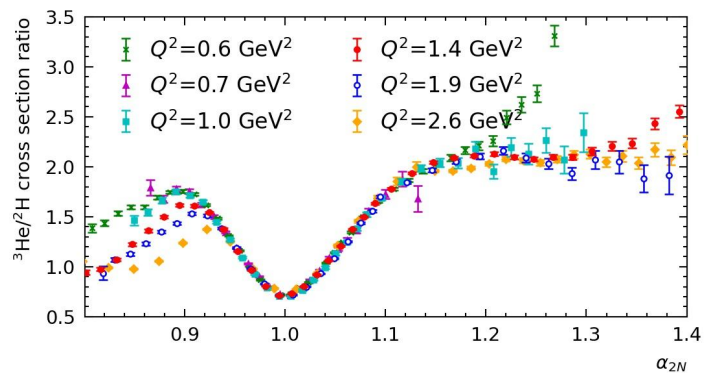 3.5
3.0
2.5
2.0
1.5
1.0
0.5
³He/²H cross section ratio
Q²=0.6 GeV²
Q²=0.7 GeV²
Q²=1.0 GeV²
Q²=1.4 GeV²
Q²=1.9 GeV²
Q²=2.6 GeV²
0.9 1.0 1.1 1.2 1.3 1.4
α₂N